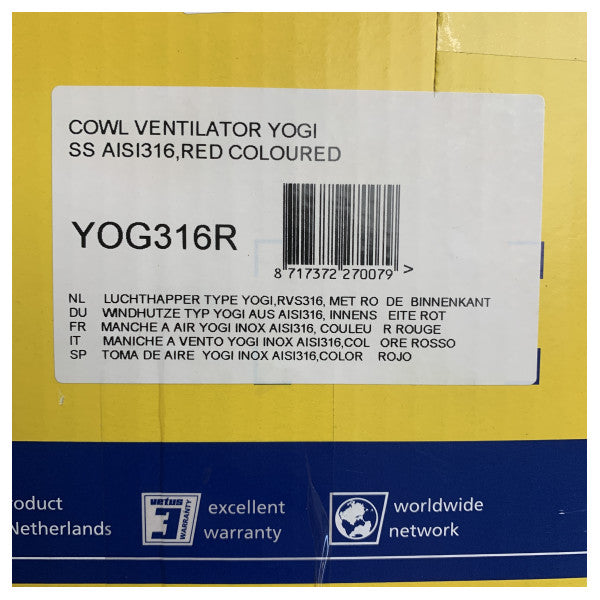 COWL VENTILATOR YOGI
SS AISI316,RED COLOURED
YOG316R
8 717372 270079 >
NL LUCHTHAPPER TYPE YOGI,RVS316, MET RO DE BINNENKANT
DU WINDHUTZE TYP YOGI AUS AISI316, INNENS EITE ROT
FR MANCHE A AIR YOGI INOX AISI316, COULEU R ROUGE
IT MANICHE A VENTO YOGI INOX AISI316,COL ORE ROSSO
SP TOMA DE AIRE YOGI INOX AISI316,COLOR ROJO
roduct
Netherlands
vetus
3
WARRANTY
excellent
warranty
worldwide
network